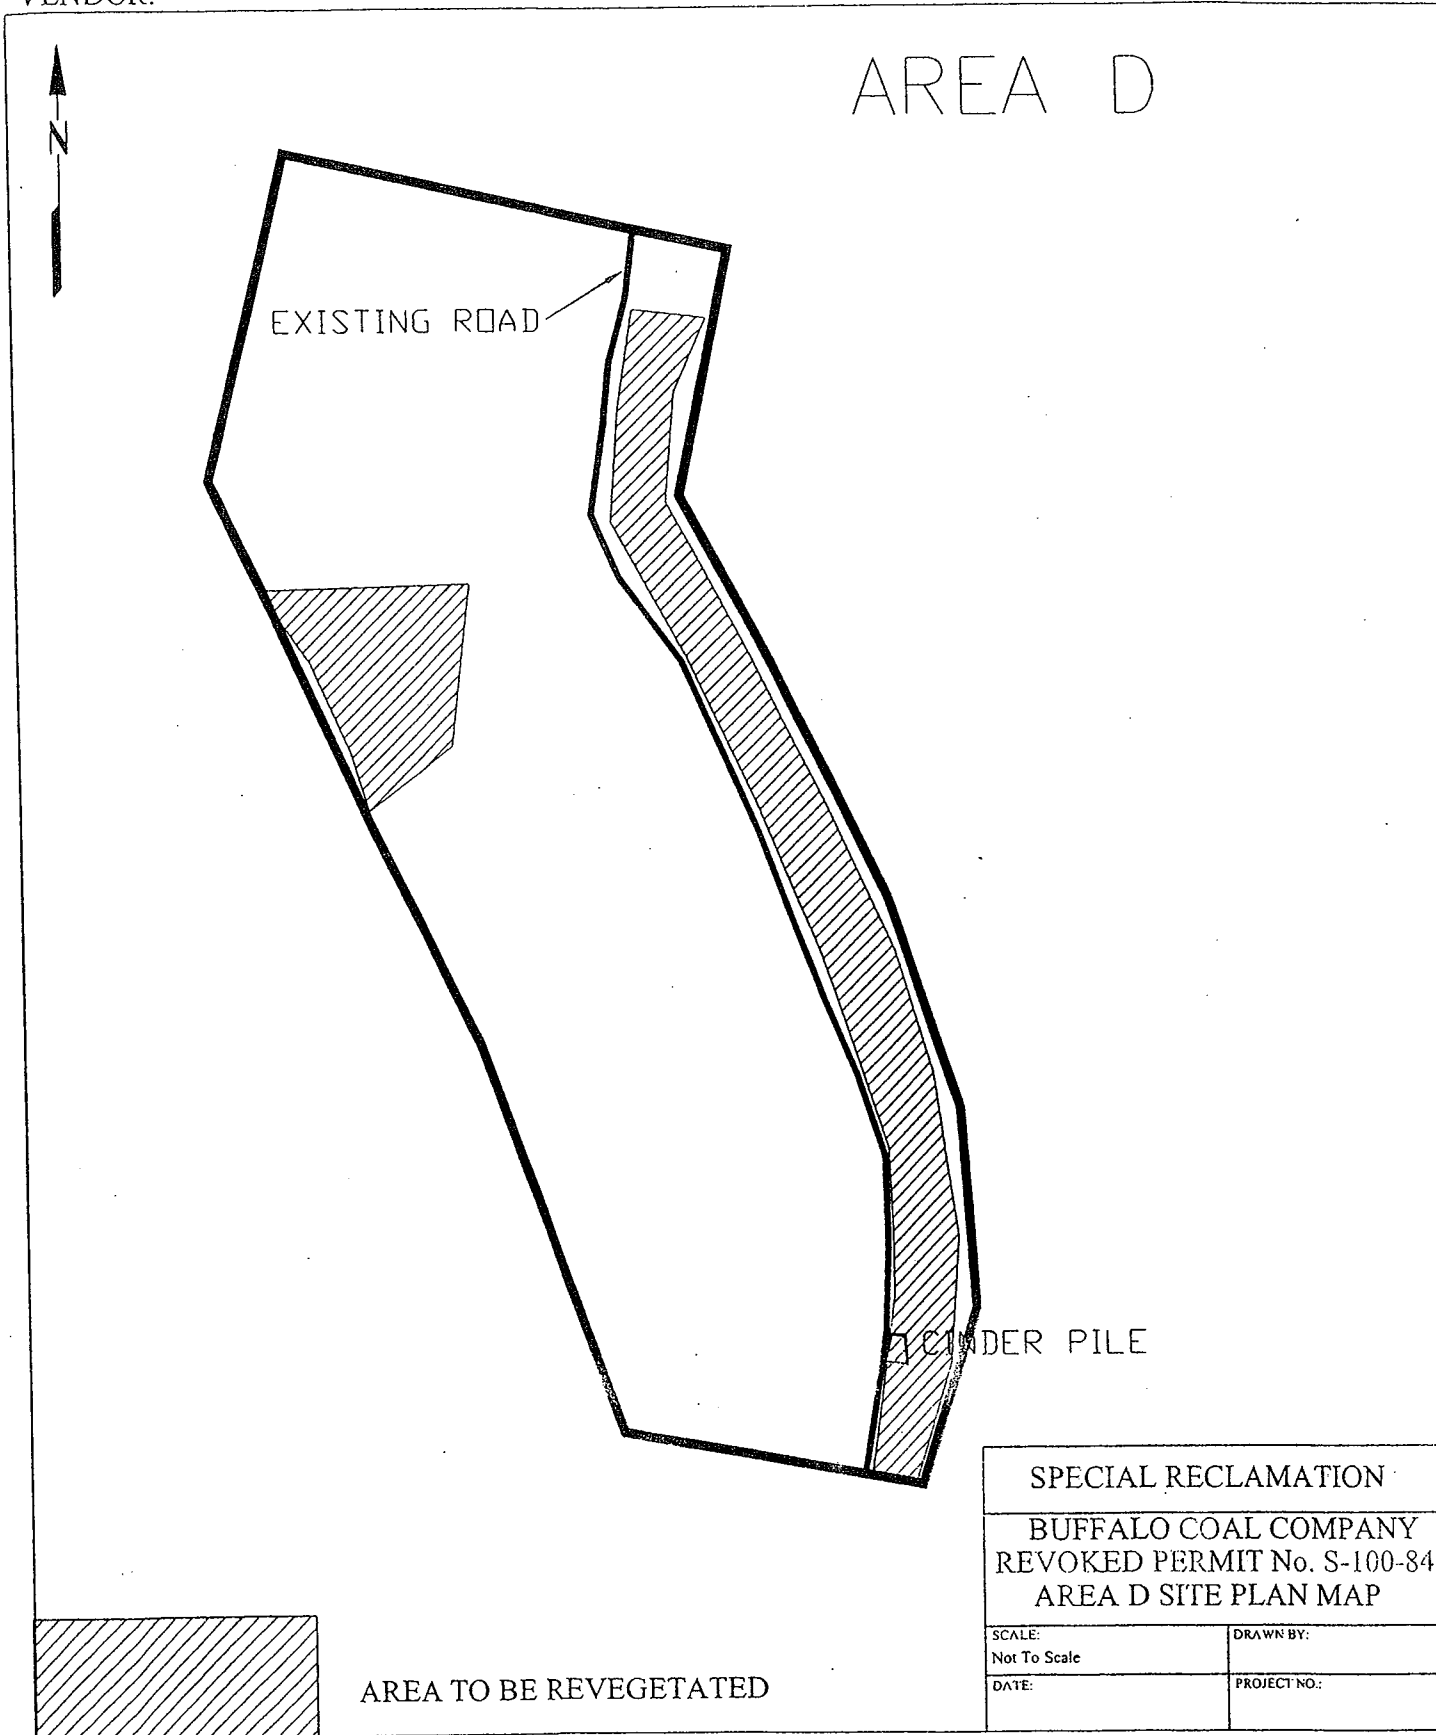 VENDOR:
AREA D
N
EXISTING ROAD
CINDER PILE
SPECIAL RECLAMATION
BUFFALO COAL COMPANY
REVOKED PERMIT No. S-100-84
AREA D SITE PLAN MAP
SCALE:
Not To Scale
DRAWN BY:
DATE:
PROJECT NO.:
AREA TO BE REVEGETATED